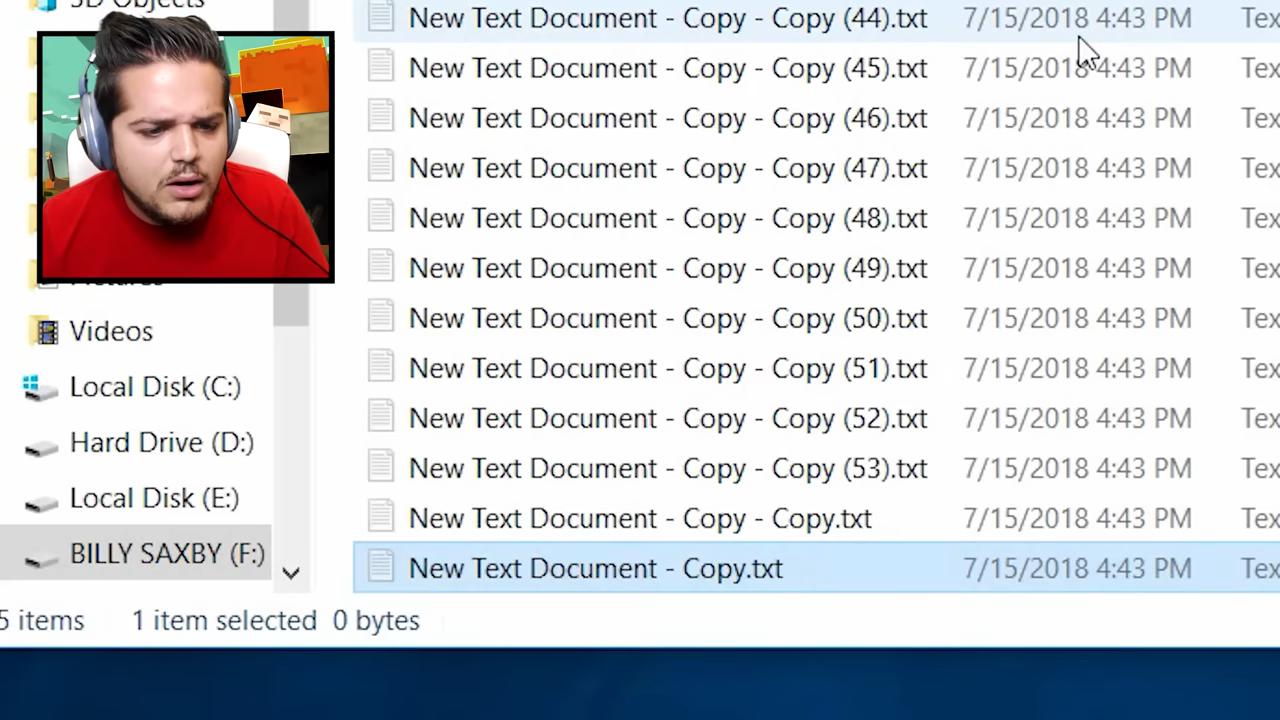 3D Objects
New Text Document - Copy - Copy (44).txt 7/15/2018 4:43 PM Tex
New Text Document - Copy - Copy (45).txt 7/15/2018 4:43 PM Tex
New Text Document - Copy - Copy (46).txt 7/15/2018 4:43 PM Tex
New Text Document - Copy - Copy (47).txt 7/15/2018 4:43 PM Tex
New Text Document - Copy - Copy (48).txt 7/15/2018 4:43 PM Tex
New Text Document - Copy - Copy (49).txt 7/15/2018 4:43 PM Tex
Pictures
New Text Document - Copy - Copy (50).txt 7/15/2018 4:43 PM Tex
Videos
New Text Document - Copy - Copy (51).txt 7/15/2018 4:43 PM Tex
Local Disk (C:)
New Text Document - Copy - Copy (52).txt 7/15/2018 4:43 PM Tex
Hard Drive (D:)
New Text Document - Copy - Copy (53).txt 7/15/2018 4:43 PM Tex
Local Disk (E:)
New Text Document - Copy - Copy.txt 7/15/2018 4:43 PM Tex
BILLY SAXBY (F:)
New Text Document - Copy.txt 7/15/2018 4:43 PM Tex
5 items 1 item selected 0 bytes